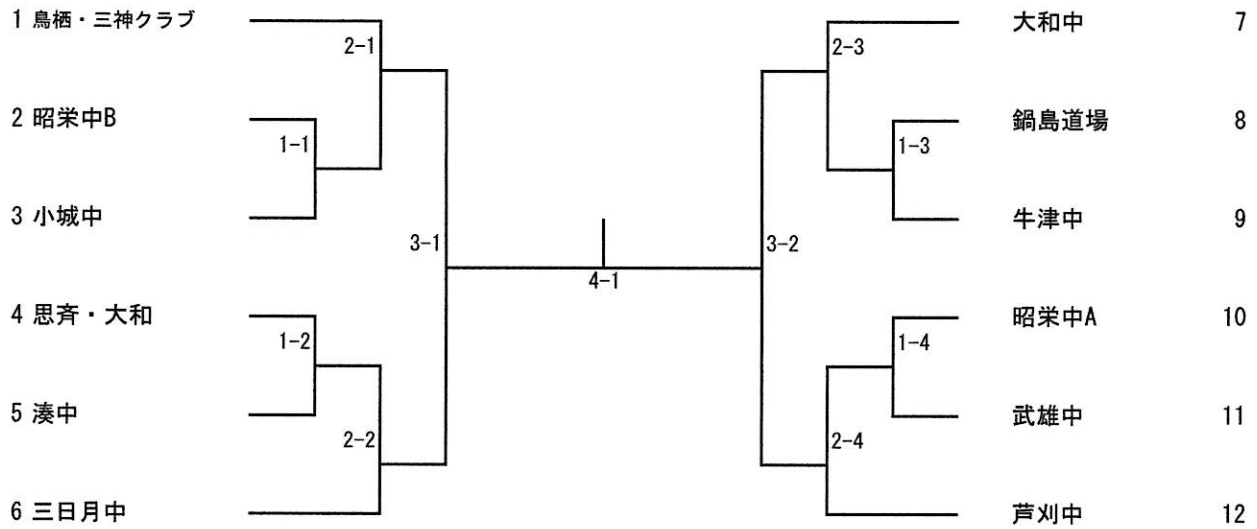 1 鳥栖・三神クラブ
2-1
2 昭栄中B
1-1
3 小城中
3-1
4 思斉・大和
1-2
5 湊中
2-2
6 三日月中
4-1
大和中 7
2-3
鍋島道場 8
1-3
牛津中 9
3-2
昭栄中A 10
1-4
武雄中 11
2-4
芦刈中 12